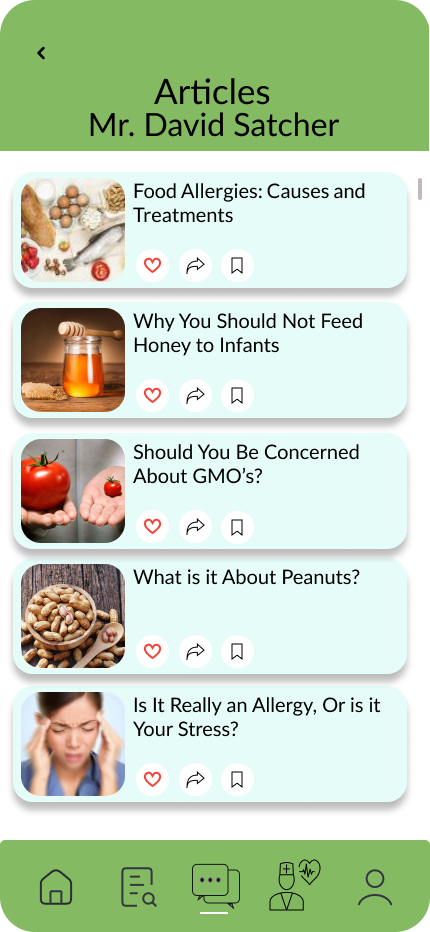 Articles
Mr. David Satcher
Food Allergies: Causes and
Treatments
Why You Should Not Feed
Honey to Infants
Should You Be Concerned
About GMO’s?
What is it About Peanuts?
Is It Really an Allergy, Or is it
Your Stress?